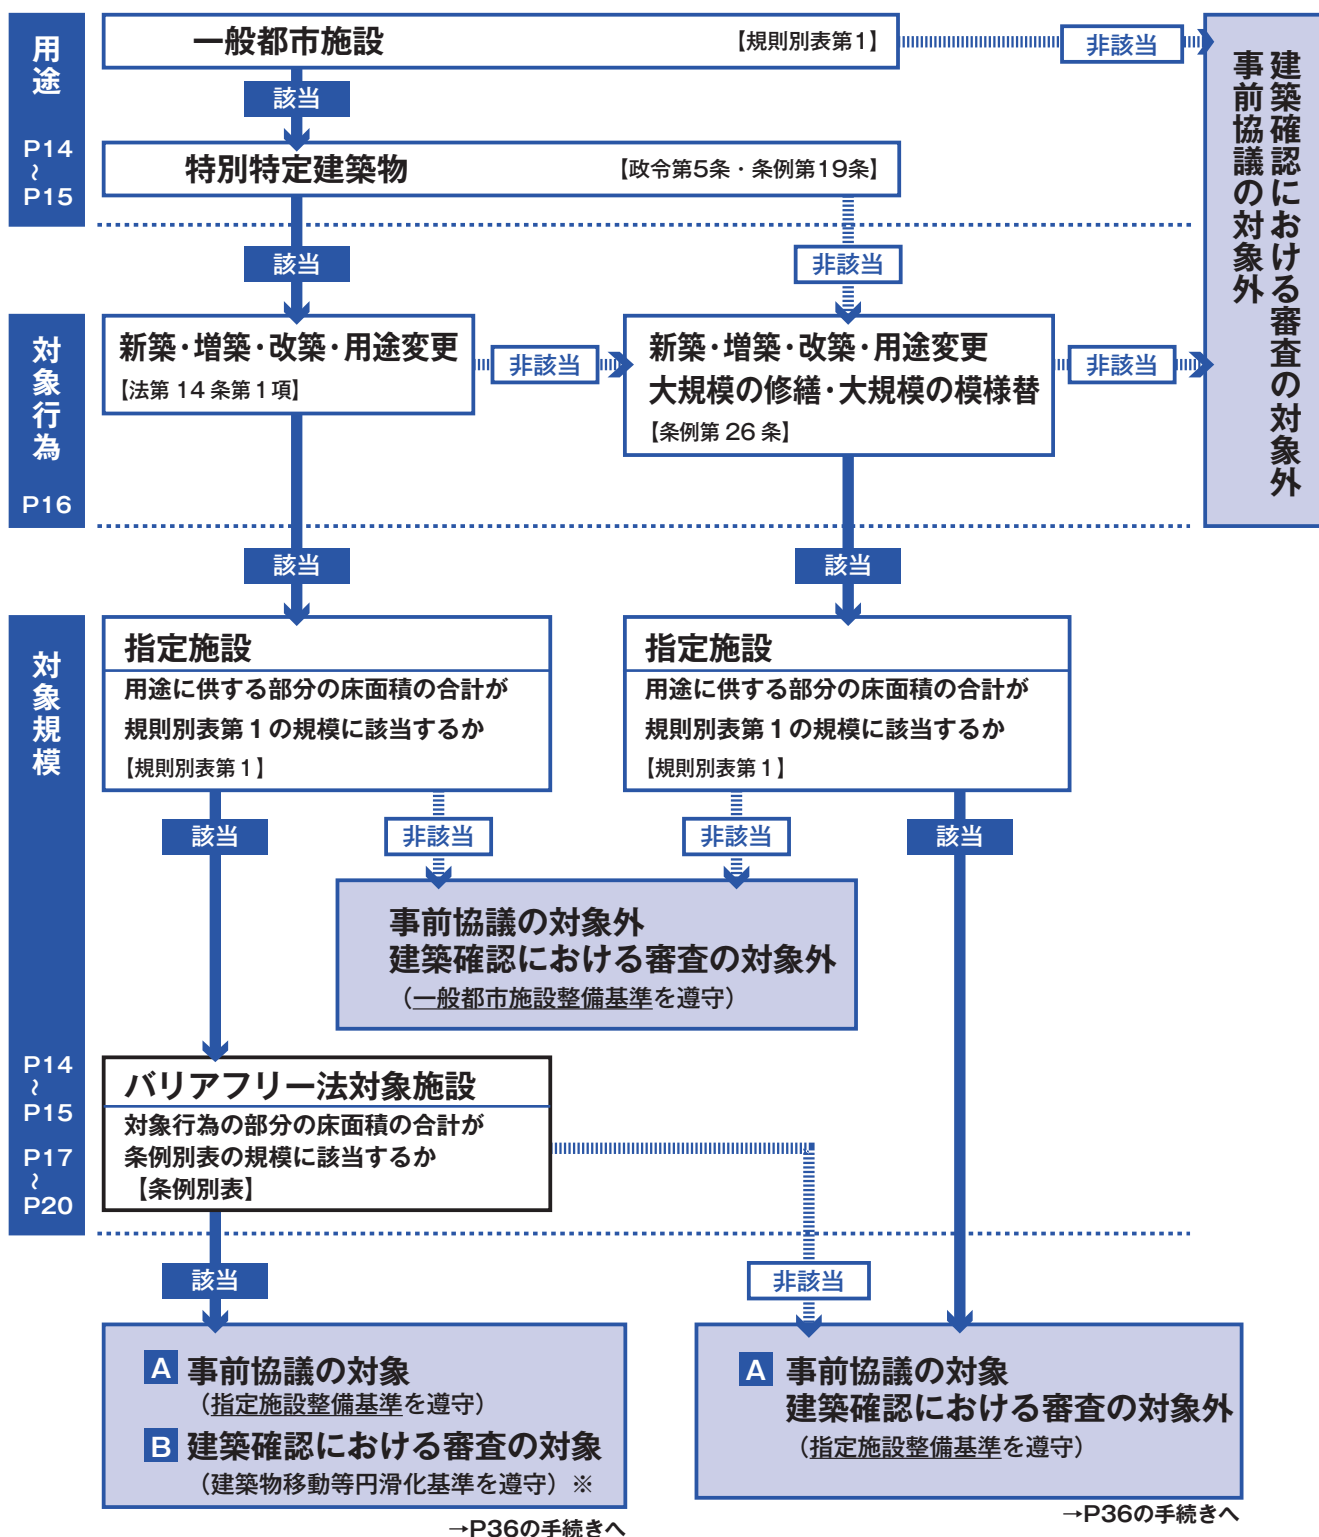 用途
P14
~
P15
一般都市施設
【規則別表第1】
非該当
該当
特別特定建築物
【政令第5条・条例第19条】
該当
非該当
事前協議の対象外
建築確認における審査の対象外
対象行為
P16
新築・増築・改築・用途変更
【法第14条第1項】
非該当
新築・増築・改築・用途変更
大規模の修繕・大規模の模様替
【条例第26条】
非該当
該当
該当
対象規模
P14
~
P15
P17
~
P20
指定施設
用途に供する部分の床面積の合計が
規則別表第1の規模に該当するか
【規則別表第1】
指定施設
用途に供する部分の床面積の合計が
規則別表第1の規模に該当するか
【規則別表第1】
該当
非該当
非該当
該当
事前協議の対象外
建築確認における審査の対象外
（一般都市施設整備基準を遵守）
バリアフリー法対象施設
対象行為の部分の床面積の合計が
条例別表の規模に該当するか
【条例別表】
該当
非該当
A 事前協議の対象
（指定施設整備基準を遵守）
B 建築確認における審査の対象
（建築物移動等円滑化基準を遵守）※
→P36の手続きへ
A 事前協議の対象
建築確認における審査の対象外
（指定施設整備基準を遵守）
→P36の手続きへ